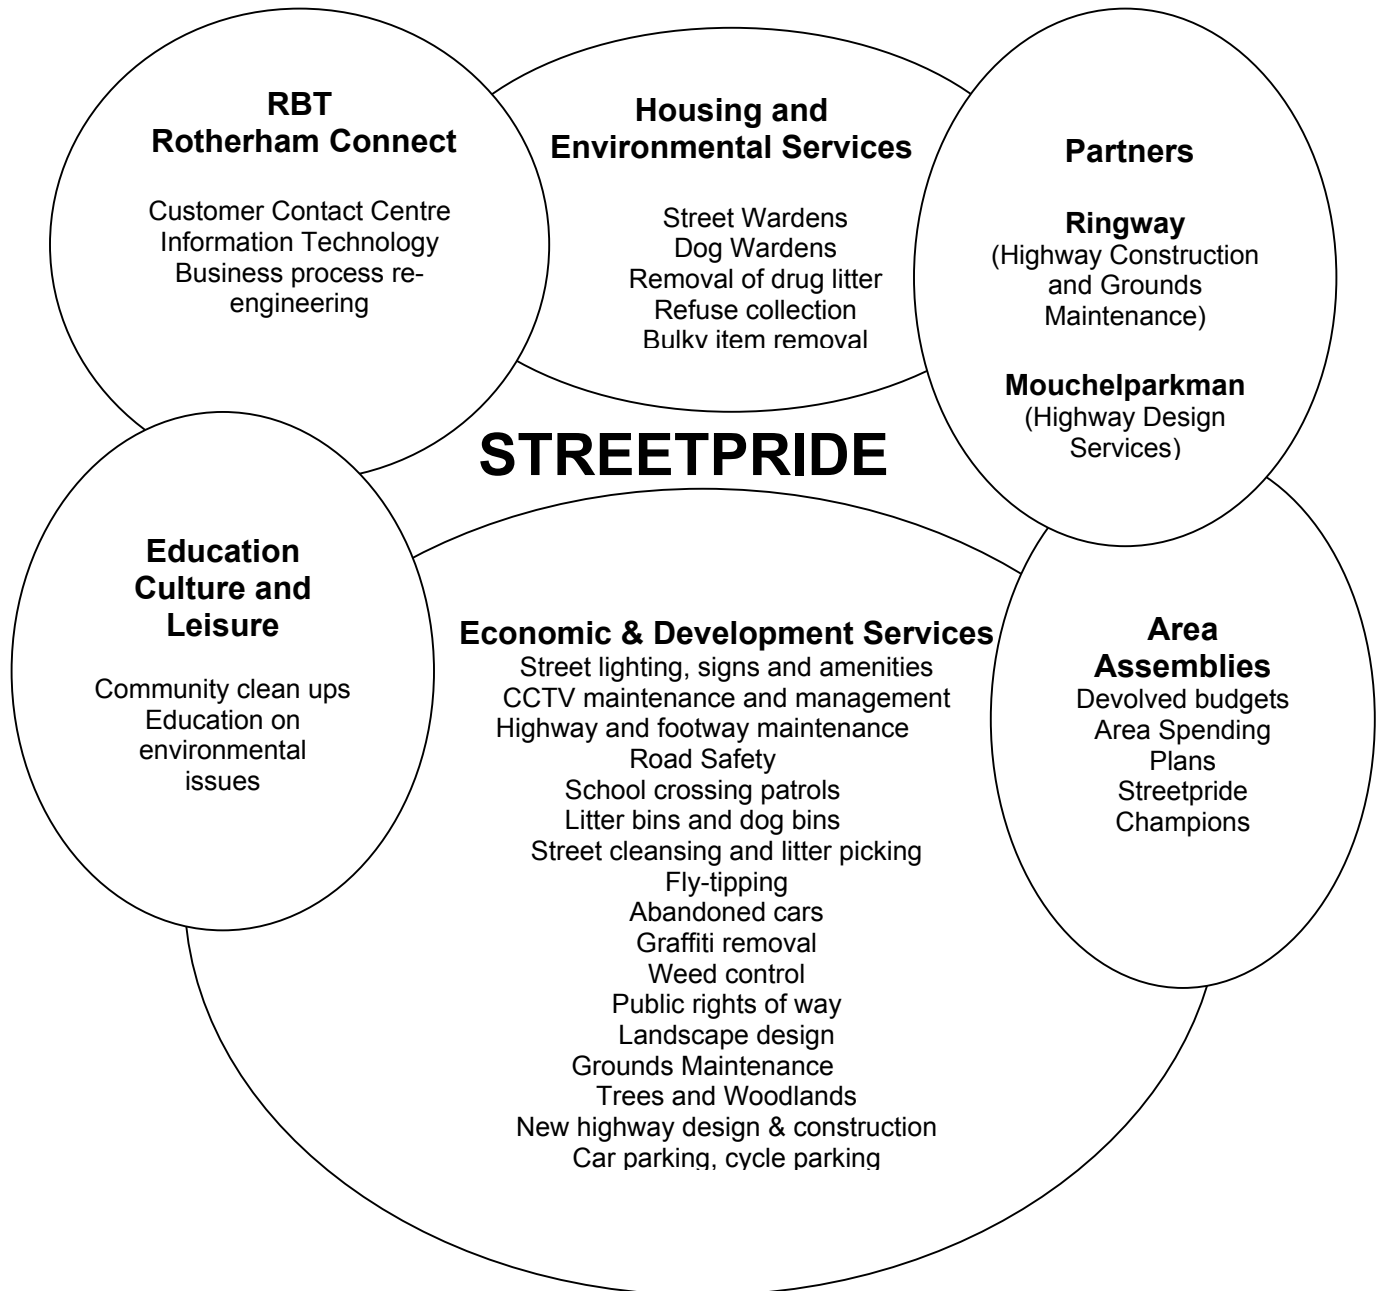 RBT
Rotherham Connect
Customer Contact Centre
Information Technology
Business process re-
engineering
Housing and
Environmental Services
Street Wardens
Dog Wardens
Removal of drug litter
Refuse collection
Bulky item removal
Partners
Ringway
(Highway Construction
and Grounds
Maintenance)
Mouchelparkman
(Highway Design
Services)
STREETPRIDE
Education
Culture and
Leisure
Community clean ups
Education on
environmental
issues
Economic & Development Services
Street lighting, signs and amenities
CCTV maintenance and management
Highway and footway maintenance
Road Safety
School crossing patrols
Litter bins and dog bins
Street cleansing and litter picking
Fly-tipping
Abandoned cars
Graffiti removal
Weed control
Public rights of way
Landscape design
Grounds Maintenance
Trees and Woodlands
New highway design & construction
Car parking, cycle parking
Area
Assemblies
Devolved budgets
Area Spending
Plans
Streetpride
Champions